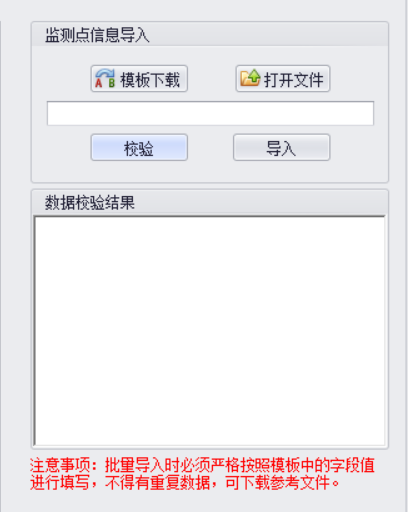 监测点信息导入
模板下载 打开文件
校验 导入
数据校验结果
注意事项：批量导入时必须严格按照模板中的字段值
进行填写，不得有重复数据，可下载参考文件。